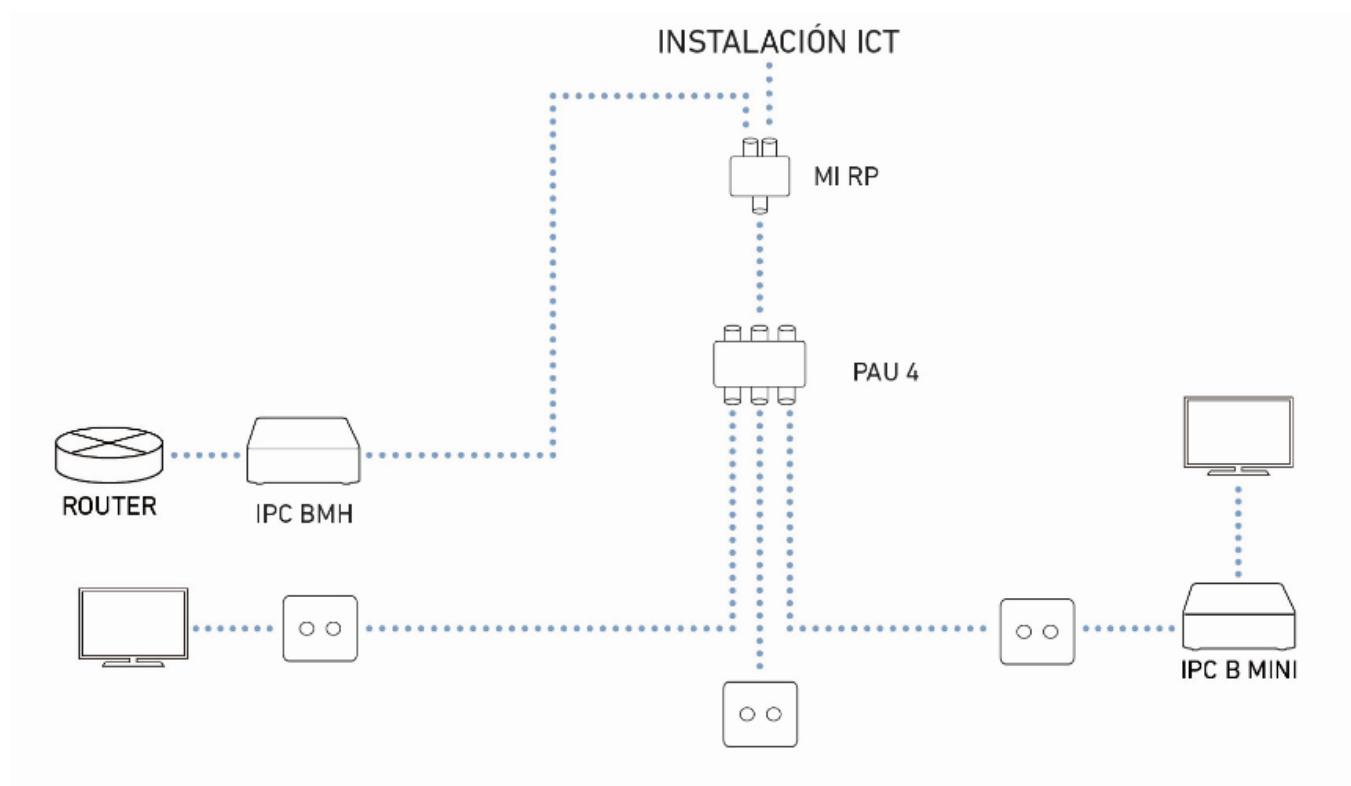 INSTALACIÓN ICT
MI RP
PAU 4
ROUTER
IPC BMH
IPC B MINI